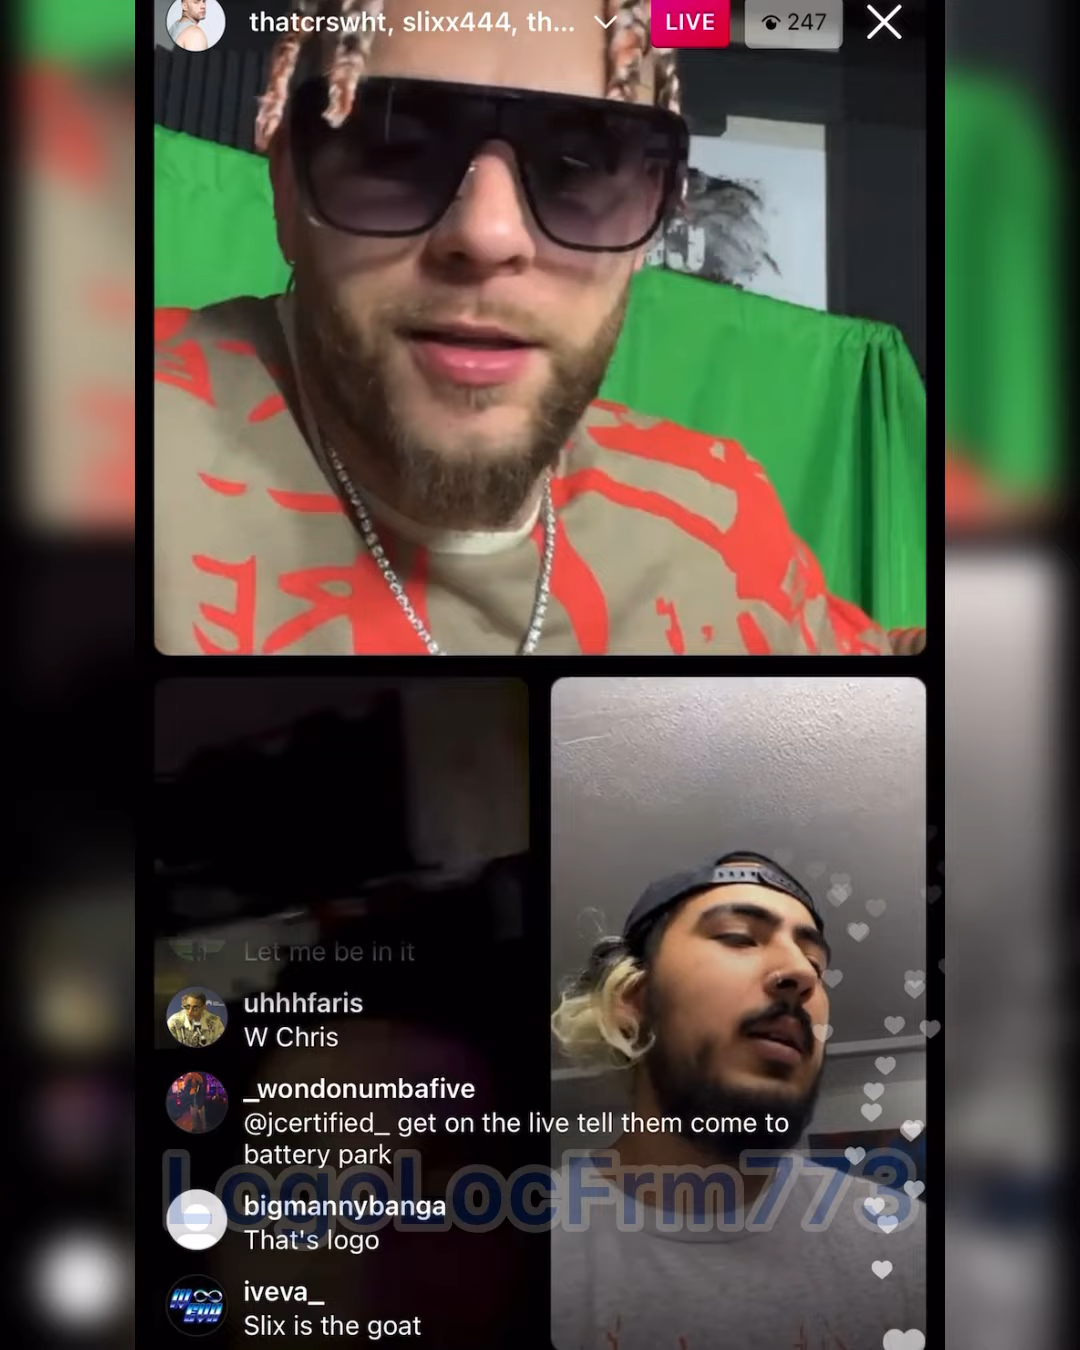 thatcrswht, slixx444, th...
LIVE
247
Let me be in it
uhhhfaris
W Chris
_wondonumbafive
@jcertified_ get on the live tell them come to
battery park
LogoLocFrm773
bigmannybanga
That's logo
iveva_
Slix is the goat